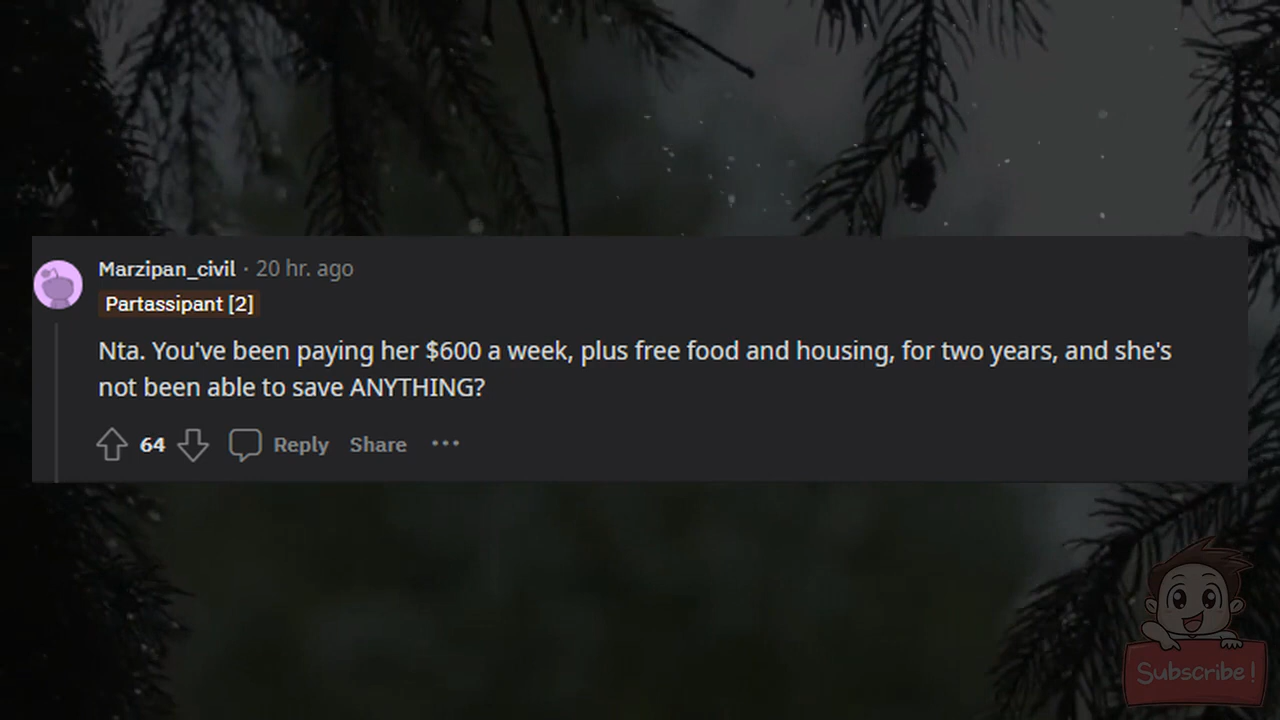 Marzipan_civil · 20 hr. ago
Partassipant [2]
Nta. You've been paying her $600 a week, plus free food and housing, for two years, and she's
not been able to save ANYTHING?
64 Reply Share ···
Subscribe!